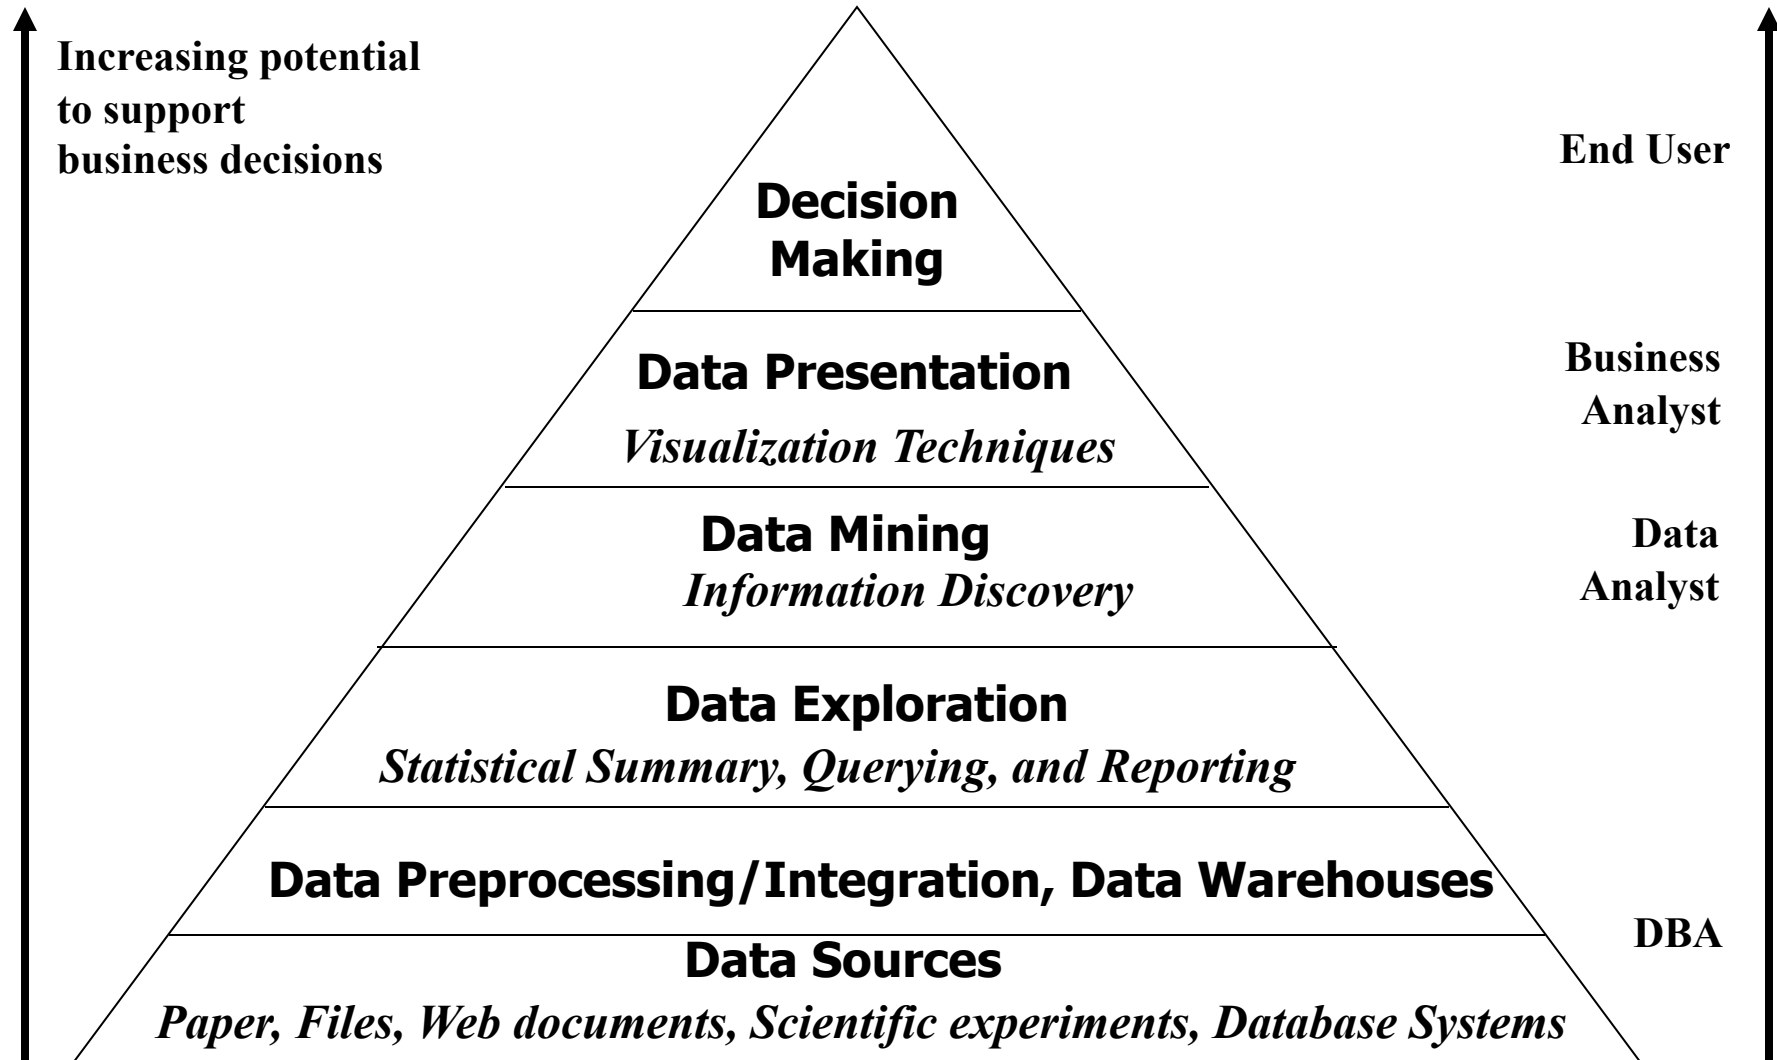 Increasing potential
to support
business decisions
End User
Decision
Making
Data Presentation
Visualization Techniques
Business
Analyst
Data Mining
Information Discovery
Data
Analyst
Data Exploration
Statistical Summary, Querying, and Reporting
Data Preprocessing/Integration, Data Warehouses
DBA
Data Sources
Paper, Files, Web documents, Scientific experiments, Database Systems